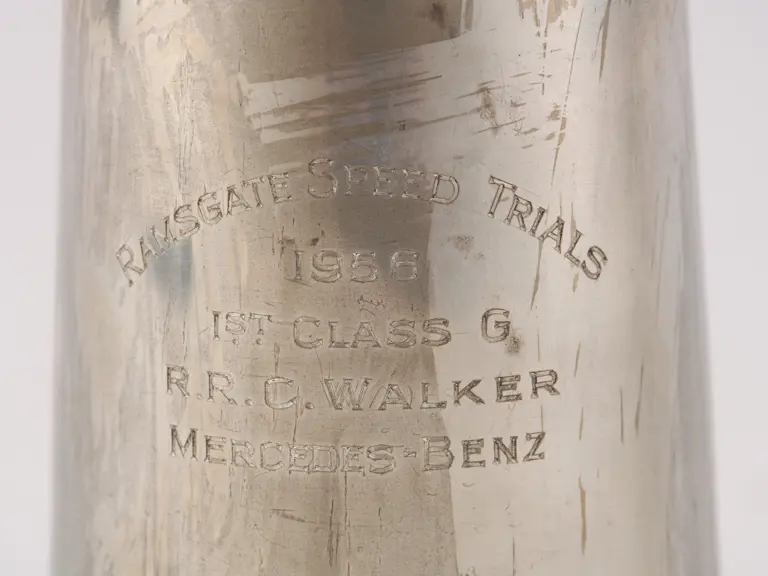 RAMSGATE SPEED TRIALS
1956
1ST. CLASS G
R.R.C. WALKER
MERCEDES-BENZ